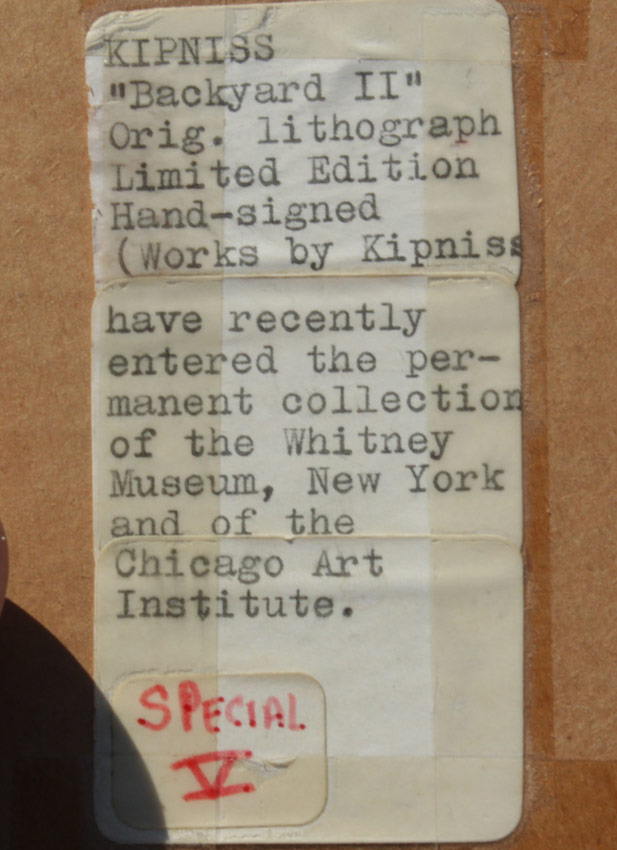 KIPNISS
"Backyard II"
Orig. lithograph
Limited Edition
Hand-signed
(Works by Kipniss
have recently
entered the per-
manent collection
of the Whitney
Museum, New York
and of the
Chicago Art
Institute.
SPECIAL
V